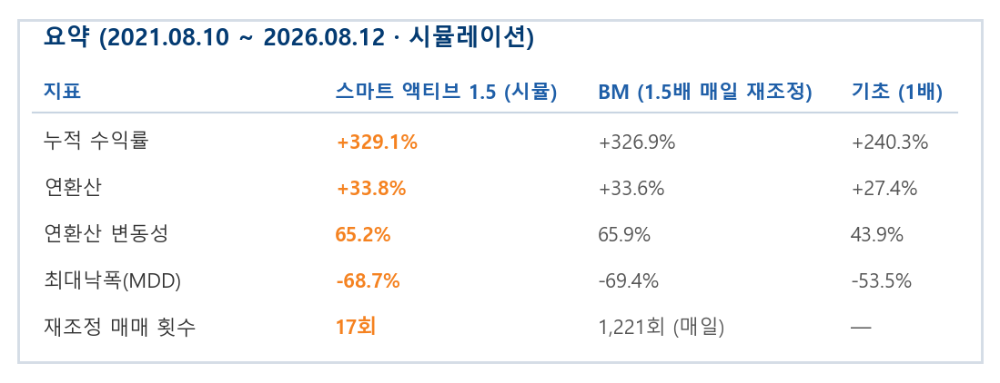 요약 (2021.08.10 ~ 2026.08.12 · 시뮬레이션)
지표 스마트 액티브 1.5 (시뮬) BM (1.5배 매일 재조정) 기초 (1배)
누적 수익률 +329.1% +326.9% +240.3%
연환산 +33.8% +33.6% +27.4%
연환산 변동성 65.2% 65.9% 43.9%
최대낙폭(MDD) -68.7% -69.4% -53.5%
재조정 매매 횟수 17회 1,221회 (매일) —